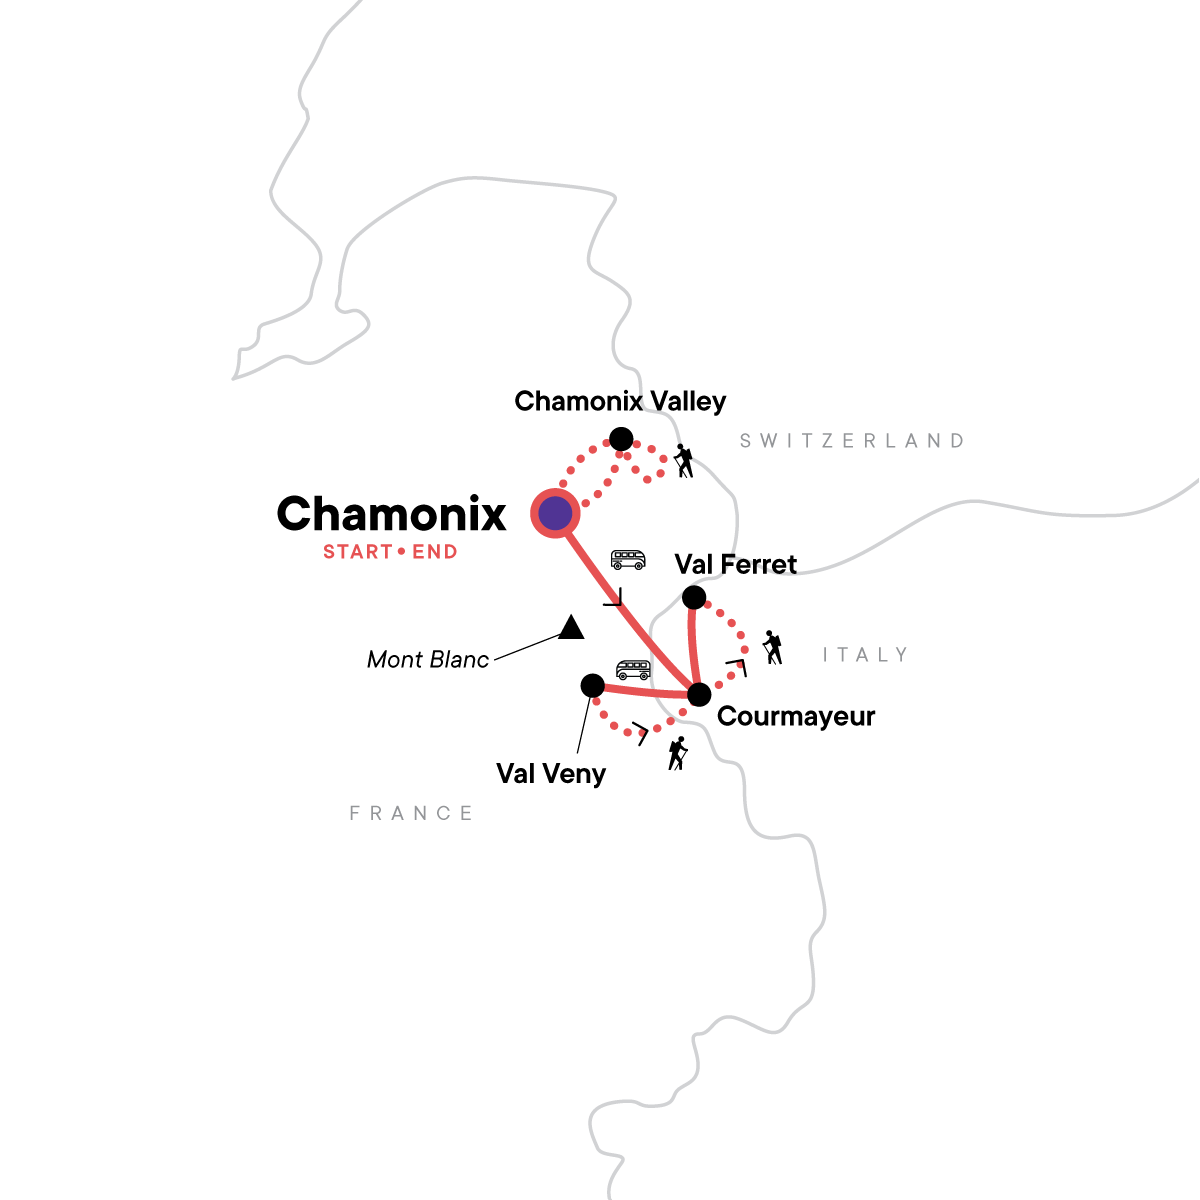 Chamonix Valley
SWITZERLAND
Chamonix
START • END
Val Ferret
Mont Blanc
ITALY
Courmayeur
Val Veny
FRANCE